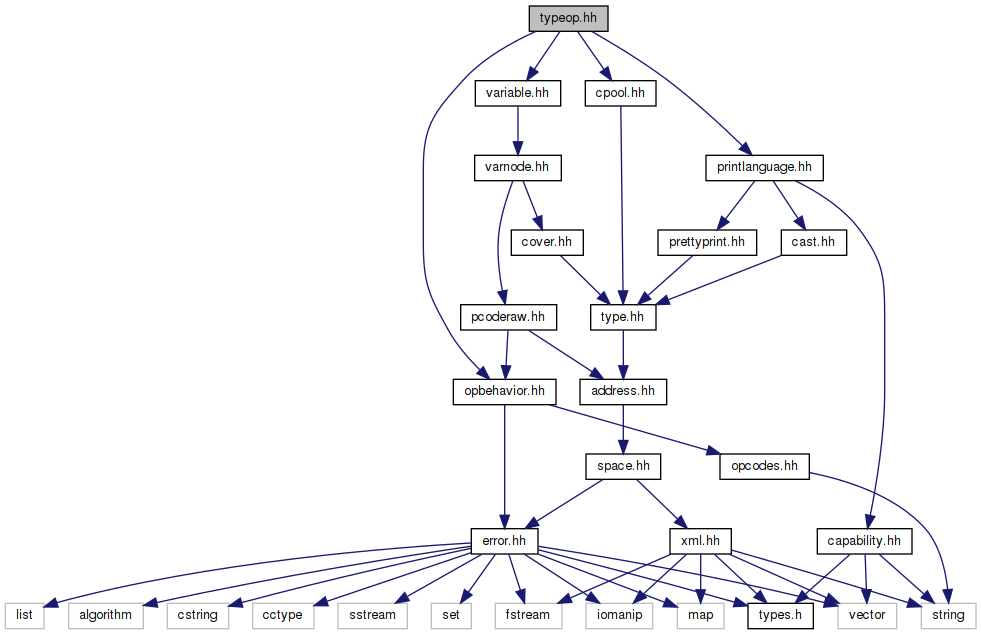 typeop.hh
variable.hh
cpool.hh
varnode.hh
printlanguage.hh
cover.hh
prettyprint.hh
cast.hh
pcoderaw.hh
type.hh
opbehavior.hh
address.hh
space.hh
opcodes.hh
error.hh
xml.hh
capability.hh
list
algorithm
cstring
cctype
sstream
set
fstream
iomanip
map
types.h
vector
string